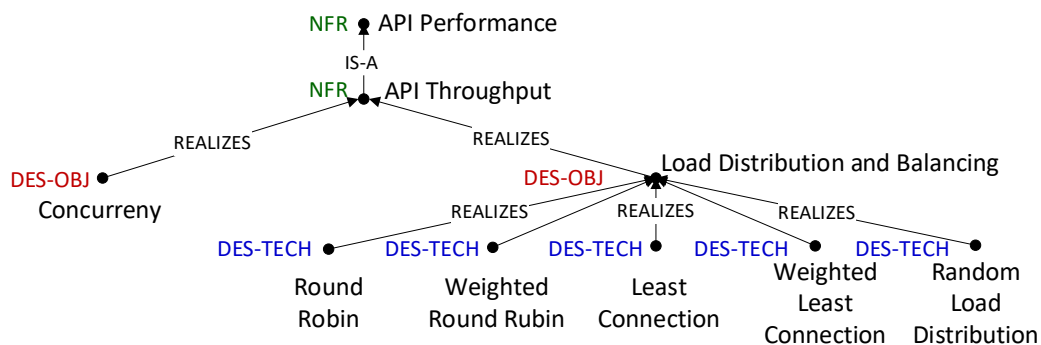 NFR API Performance
IS-A
NFR API Throughput
REALIZES REALIZES
DES-OBJ DES-OBJ Load Distribution and Balancing
Concurreny
REALIZES REALIZES REALIZES
DES-TECH DES-TECH DES-TECH DES-TECH DES-TECH
Round Weighted Least Weighted Random
Robin Round Rubin Connection Least Load
Connection Distribution